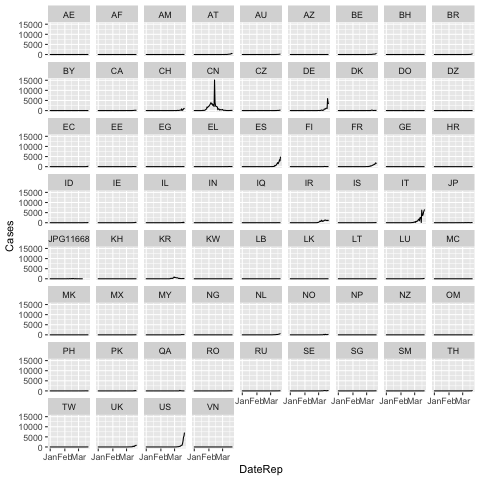 AE AF AM AT AU AZ BE BH BR
15000
10000
5000
0
BY CA CH CN CZ DE DK DO DZ
15000
10000
5000
0
EC EE EG EL ES FI FR GE HR
15000
10000
5000
0
ID IE IL IN IQ IR IS IT JP
15000
10000
5000
0
JPG11668 KH KR KW LB LK LT LU MC
15000
10000
5000
0
MK MX MY NG NL NO NP NZ OM
15000
10000
5000
0
PH PK QA RO RU SE SG SM TH
15000
10000
5000
0
JanFebMar JanFebMar JanFebMar JanFebMar JanFebMar
TW UK US VN
15000
10000
5000
0
JanFebMar JanFebMar JanFebMar JanFebMar
DateRep
Cases